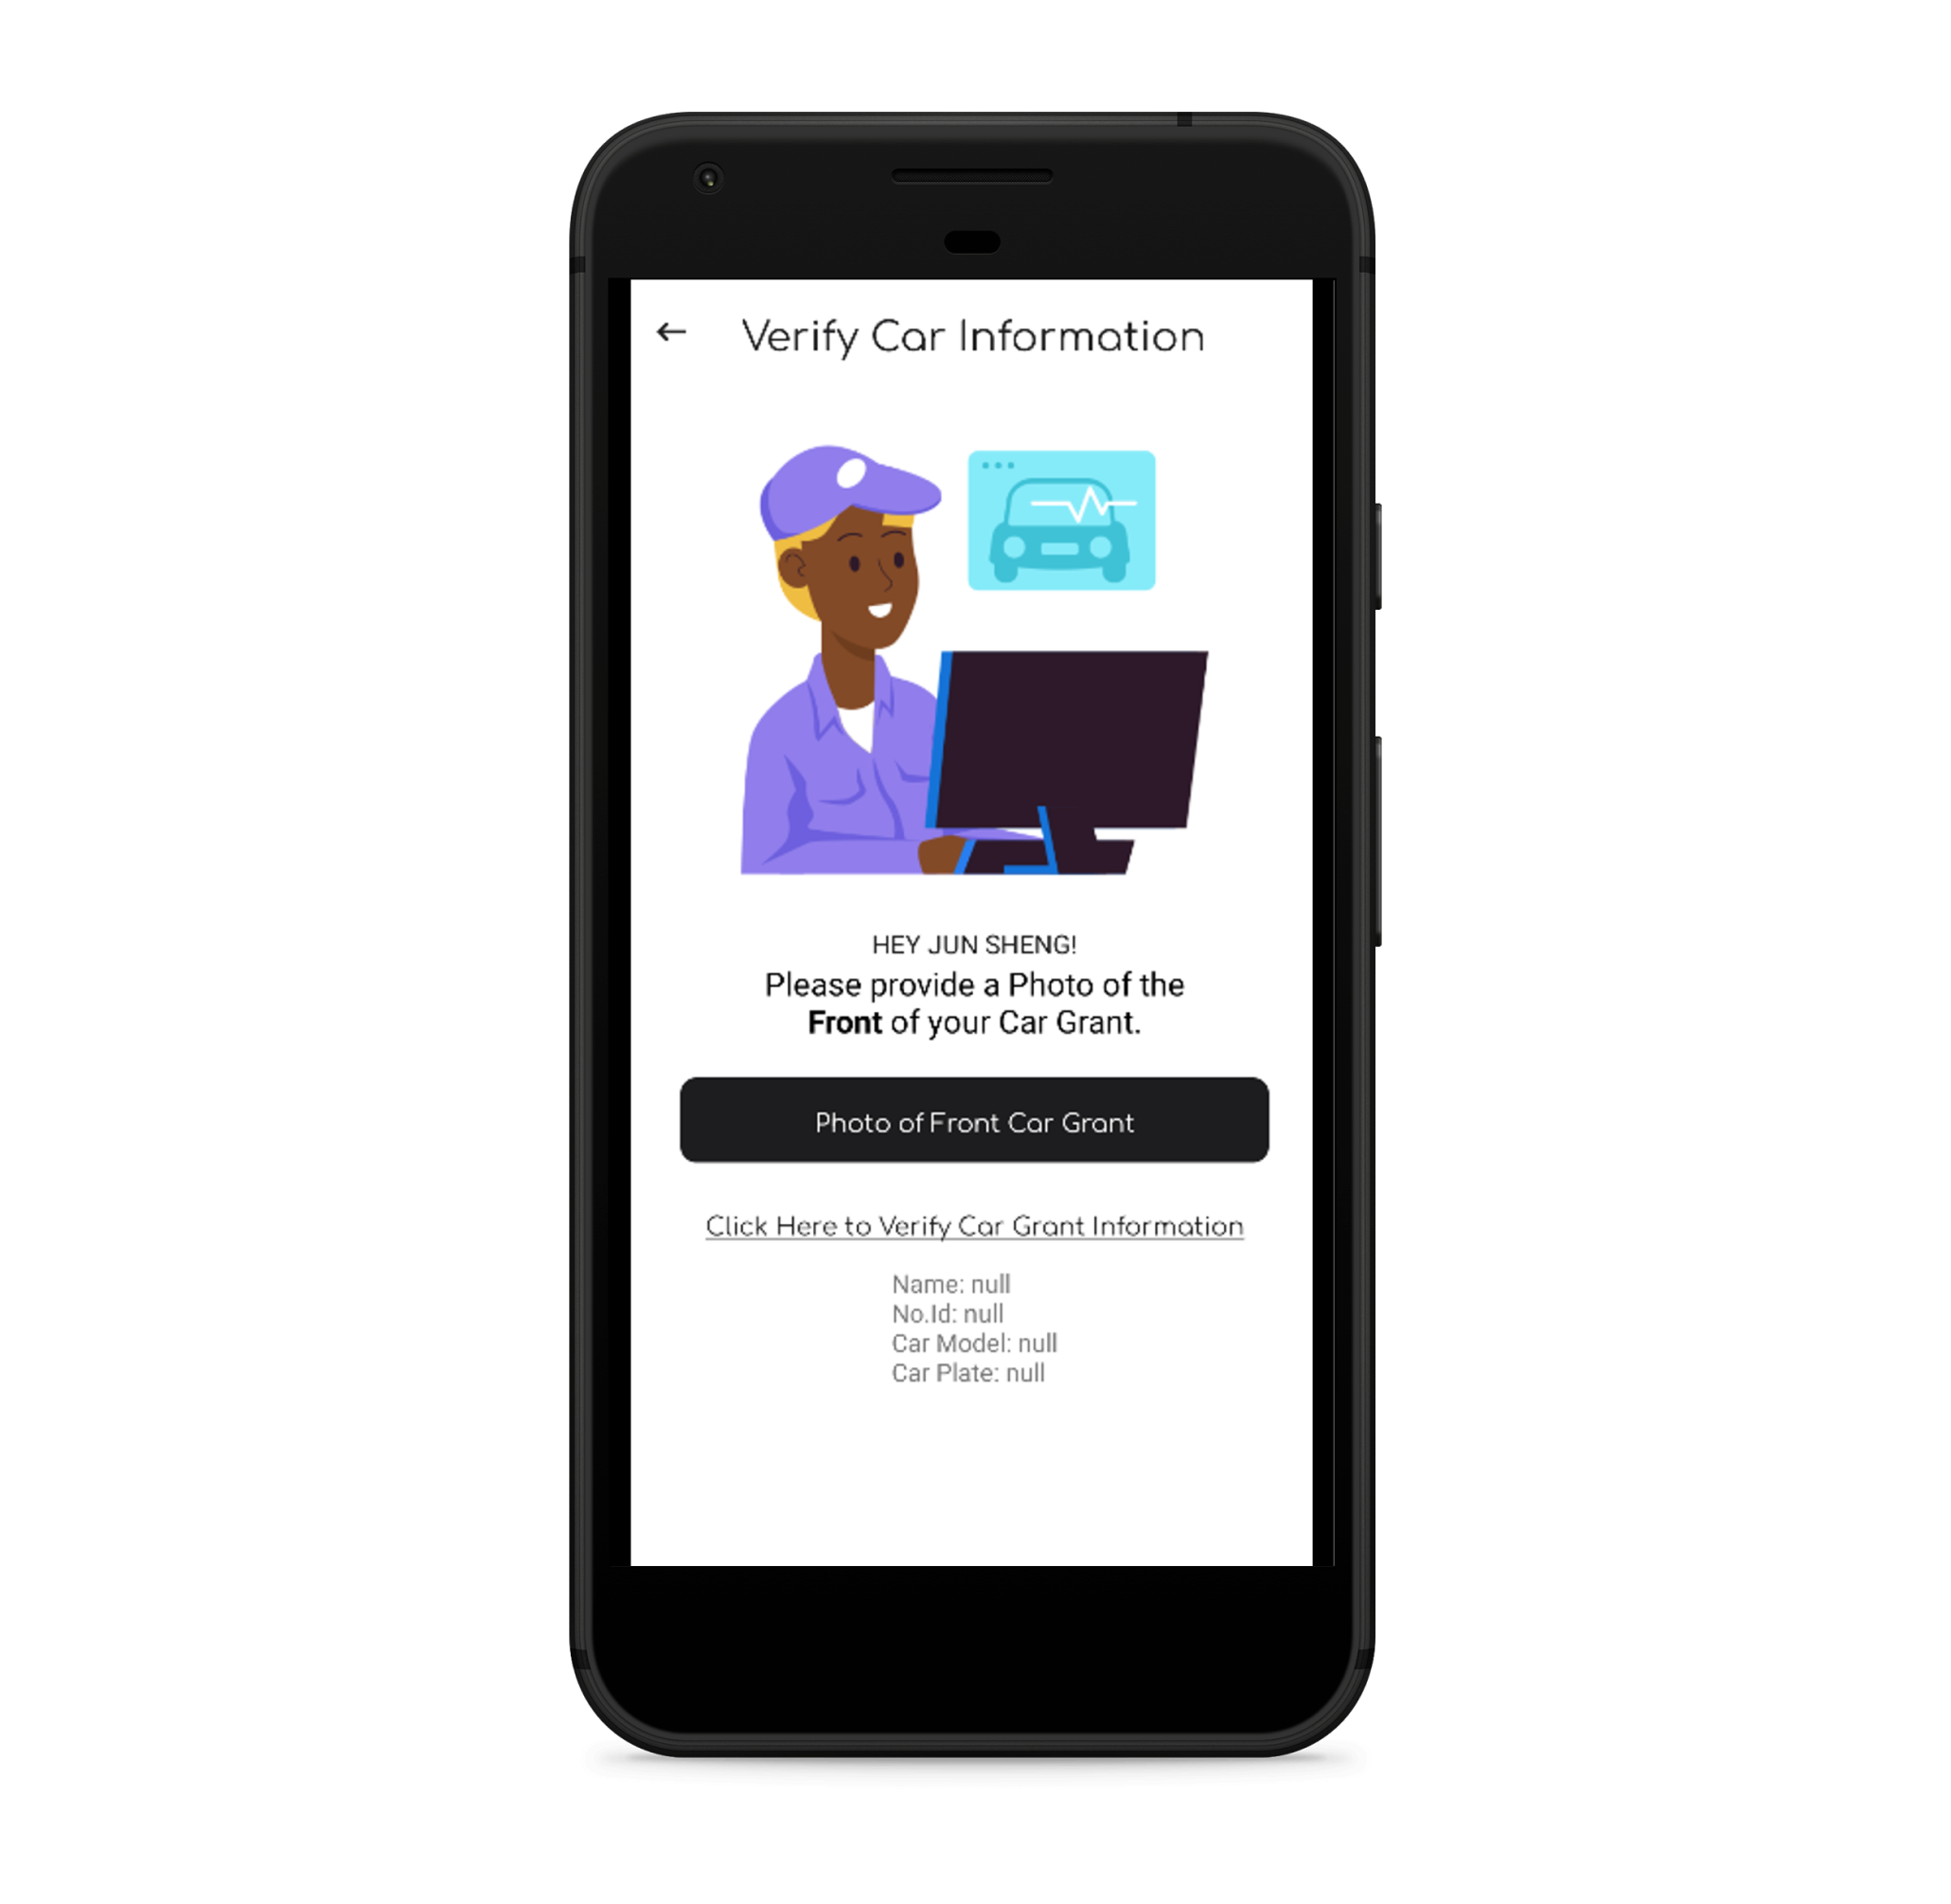 Verify Car Information
HEY JUN SHENG!
Please provide a Photo of the
Front of your Car Grant.
Photo of Front Car Grant
Click Here to Verify Car Grant Information
Name: null
No.Id: null
Car Model: null
Car Plate: null